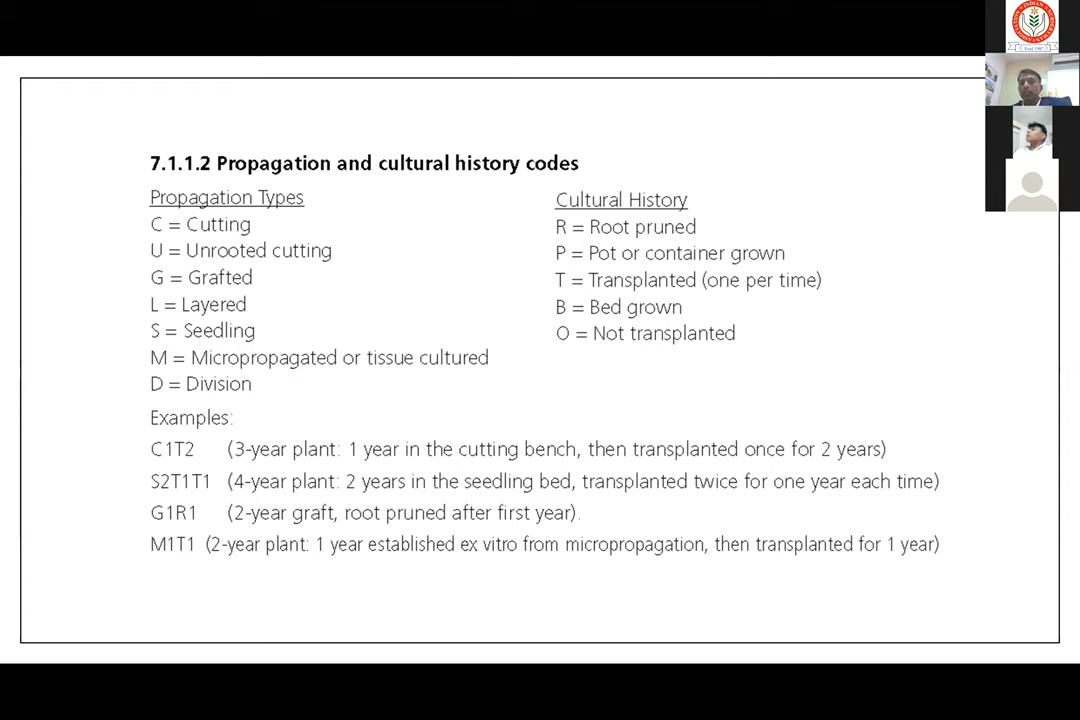 7.1.1.2 Propagation and cultural history codes
Propagation Types
C = Cutting
U = Unrooted cutting
G = Grafted
L = Layered
S = Seedling
M = Micropropagated or tissue cultured
D = Division
Cultural History
R = Root pruned
P = Pot or container grown
T = Transplanted (one per time)
B = Bed grown
O = Not transplanted
Examples:
C1T2 (3-year plant: 1 year in the cutting bench, then transplanted once for 2 years)
S2T1T1 (4-year plant: 2 years in the seedling bed, transplanted twice for one year each time)
G1R1 (2-year graft, root pruned after first year).
M1T1 (2-year plant: 1 year established ex vitro from micropropagation, then transplanted for 1 year)
INDIAN NURSERYMEN ASSOCIATION
Estd 1987